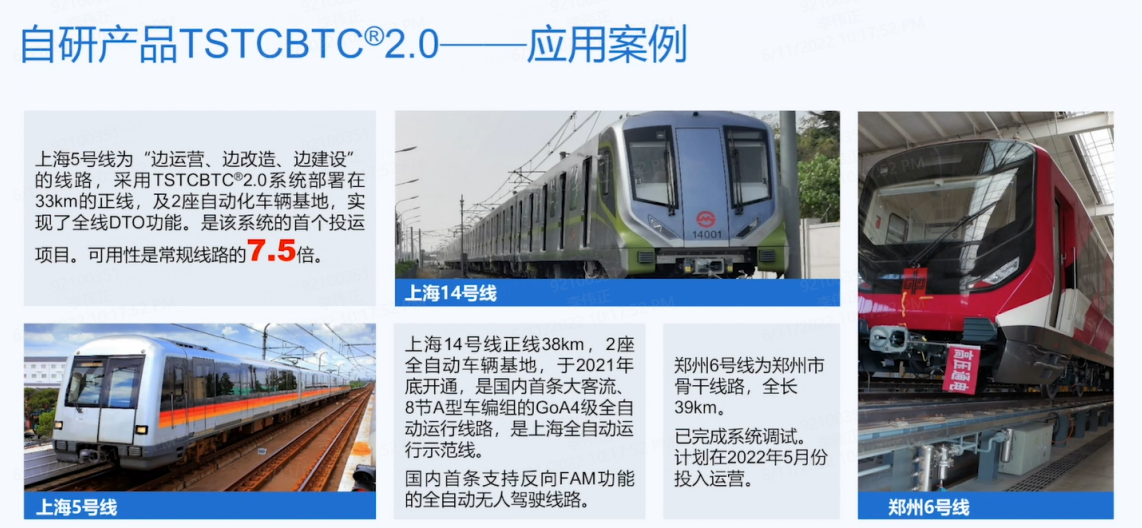 自研产品TSTCBTC®2.0——应用案例
上海5号线为“边运营、边改造、边建设”
的线路，采用TSTCBTC®2.0系统部署在
33km的正线，及2座自动化车辆基地，实
现了全线DTO功能。是该系统的首个投运
项目。可用性是常规线路的7.5倍。
14001
上海14号线
上海5号线
上海14号线正线38km，2座
全自动车辆基地，于2021年
底开通，是国内首条大客流、
8节A型车编组的GoA4级全自
动运行线路，是上海全自动运
行示范线。
国内首条支持反向FAM功能
的全自动无人驾驶线路。
郑州6号线为郑州市
骨干线路，全长
39km。
已完成系统调试。
计划在2022年5月份
投入运营。
高压通电
郑州6号线